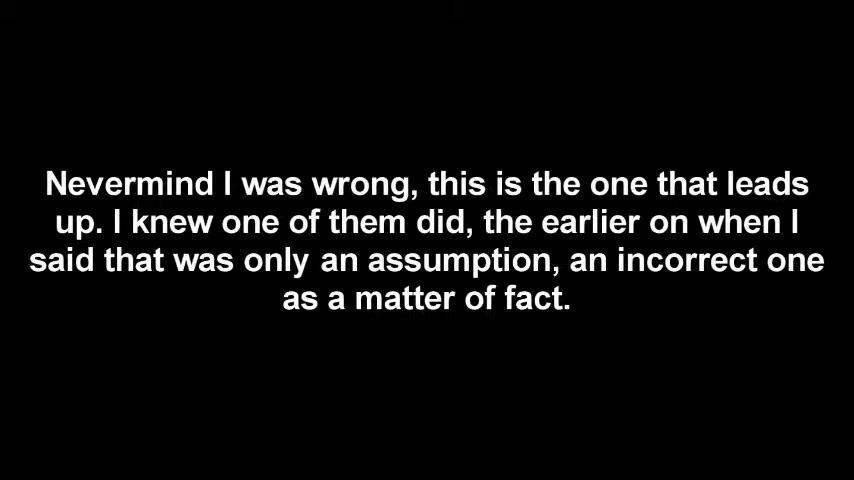 Nevermind I was wrong, this is the one that leads
up. I knew one of them did, the earlier on when I
said that was only an assumption, an incorrect one
as a matter of fact.